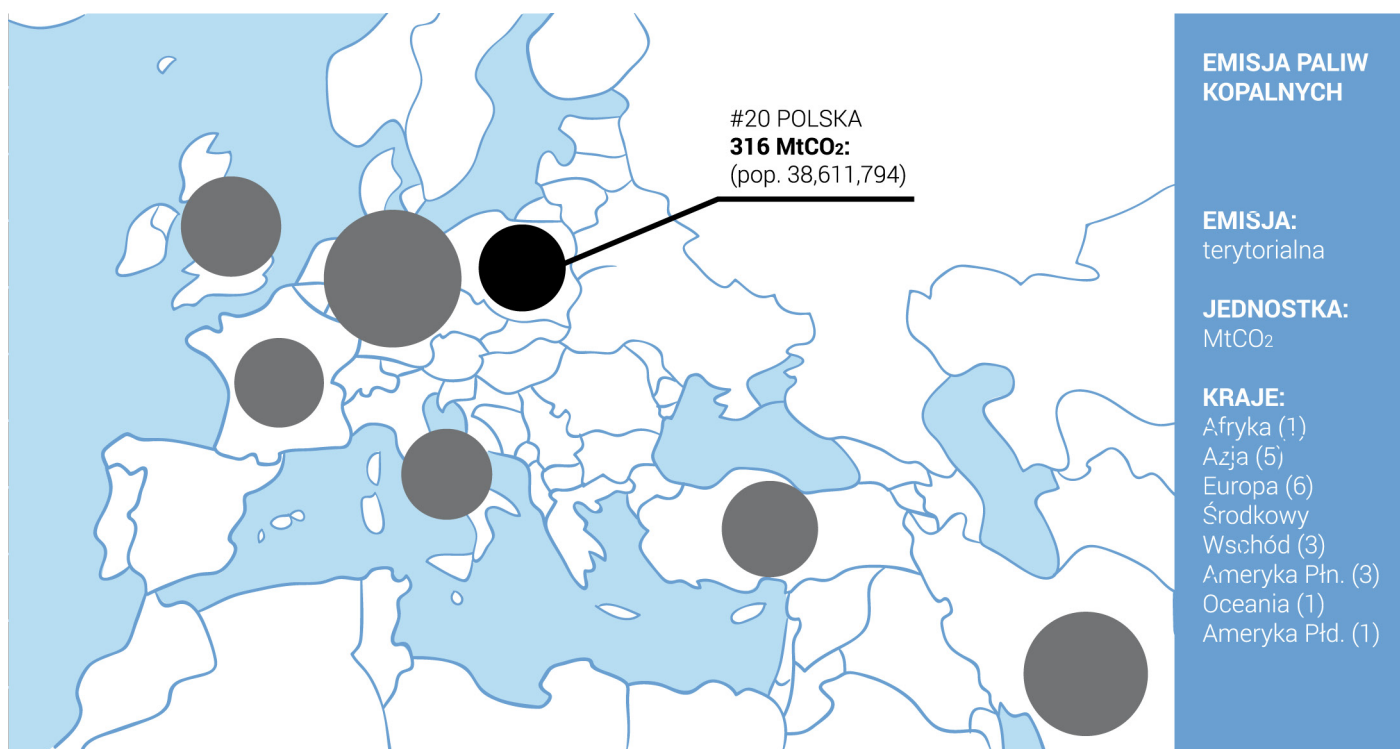 #20 POLSKA
316 MtCO₂:
(pop. 38,611,794)
EMISJA PALIW
KOPALNYCH
EMISJA:
terytorialna
JEDNOSTKA:
MtCO₂
KRAJE:
Afryka (1)
Azja (5)
Europa (6)
Środkowy
Wschód (3)
Ameryka Płn. (3)
Oceania (1)
Ameryka Płd. (1)